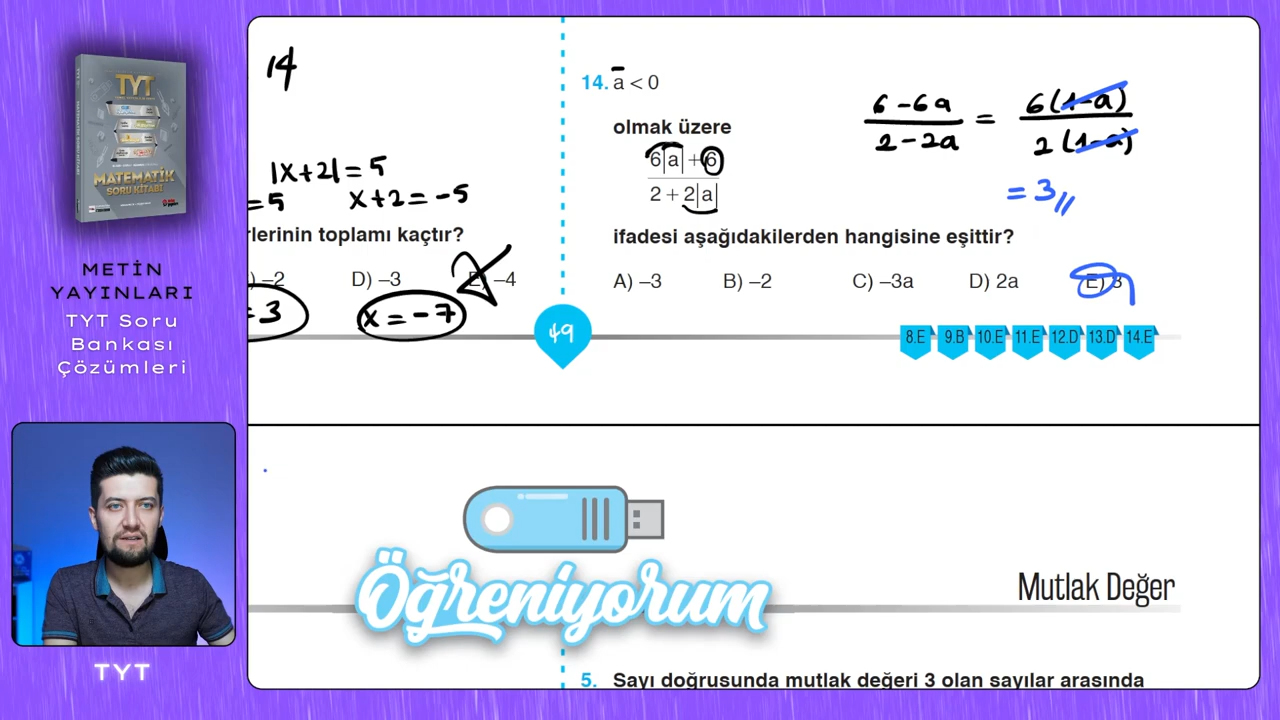 TYT
MATEMATİK
SORU KİTABI
METİN
YAYINLARI
TYT Soru
Bankası
Çözümleri
TYT
14
|x+2| = 5
=5 x+2 = -5
rlerinin toplamı kaçtır?
) –2 D) –3 E) –4
= 3 x = -7
49
14. a < 0
olmak üzere
6|a| + 6
2 + 2|a|
6 - 6a = 6(1-a)
2 - 2a 2(1-a)
= 3//
ifadesi aşağıdakilerden hangisine eşittir?
A) –3 B) –2 C) –3a D) 2a E) 3
8.E 9.B 10.E 11.E 12.D 13.D 14.E
Öğreniyorum
Mutlak Değer
5. Sayı doğrusunda mutlak değeri 3 olan sayılar arasında